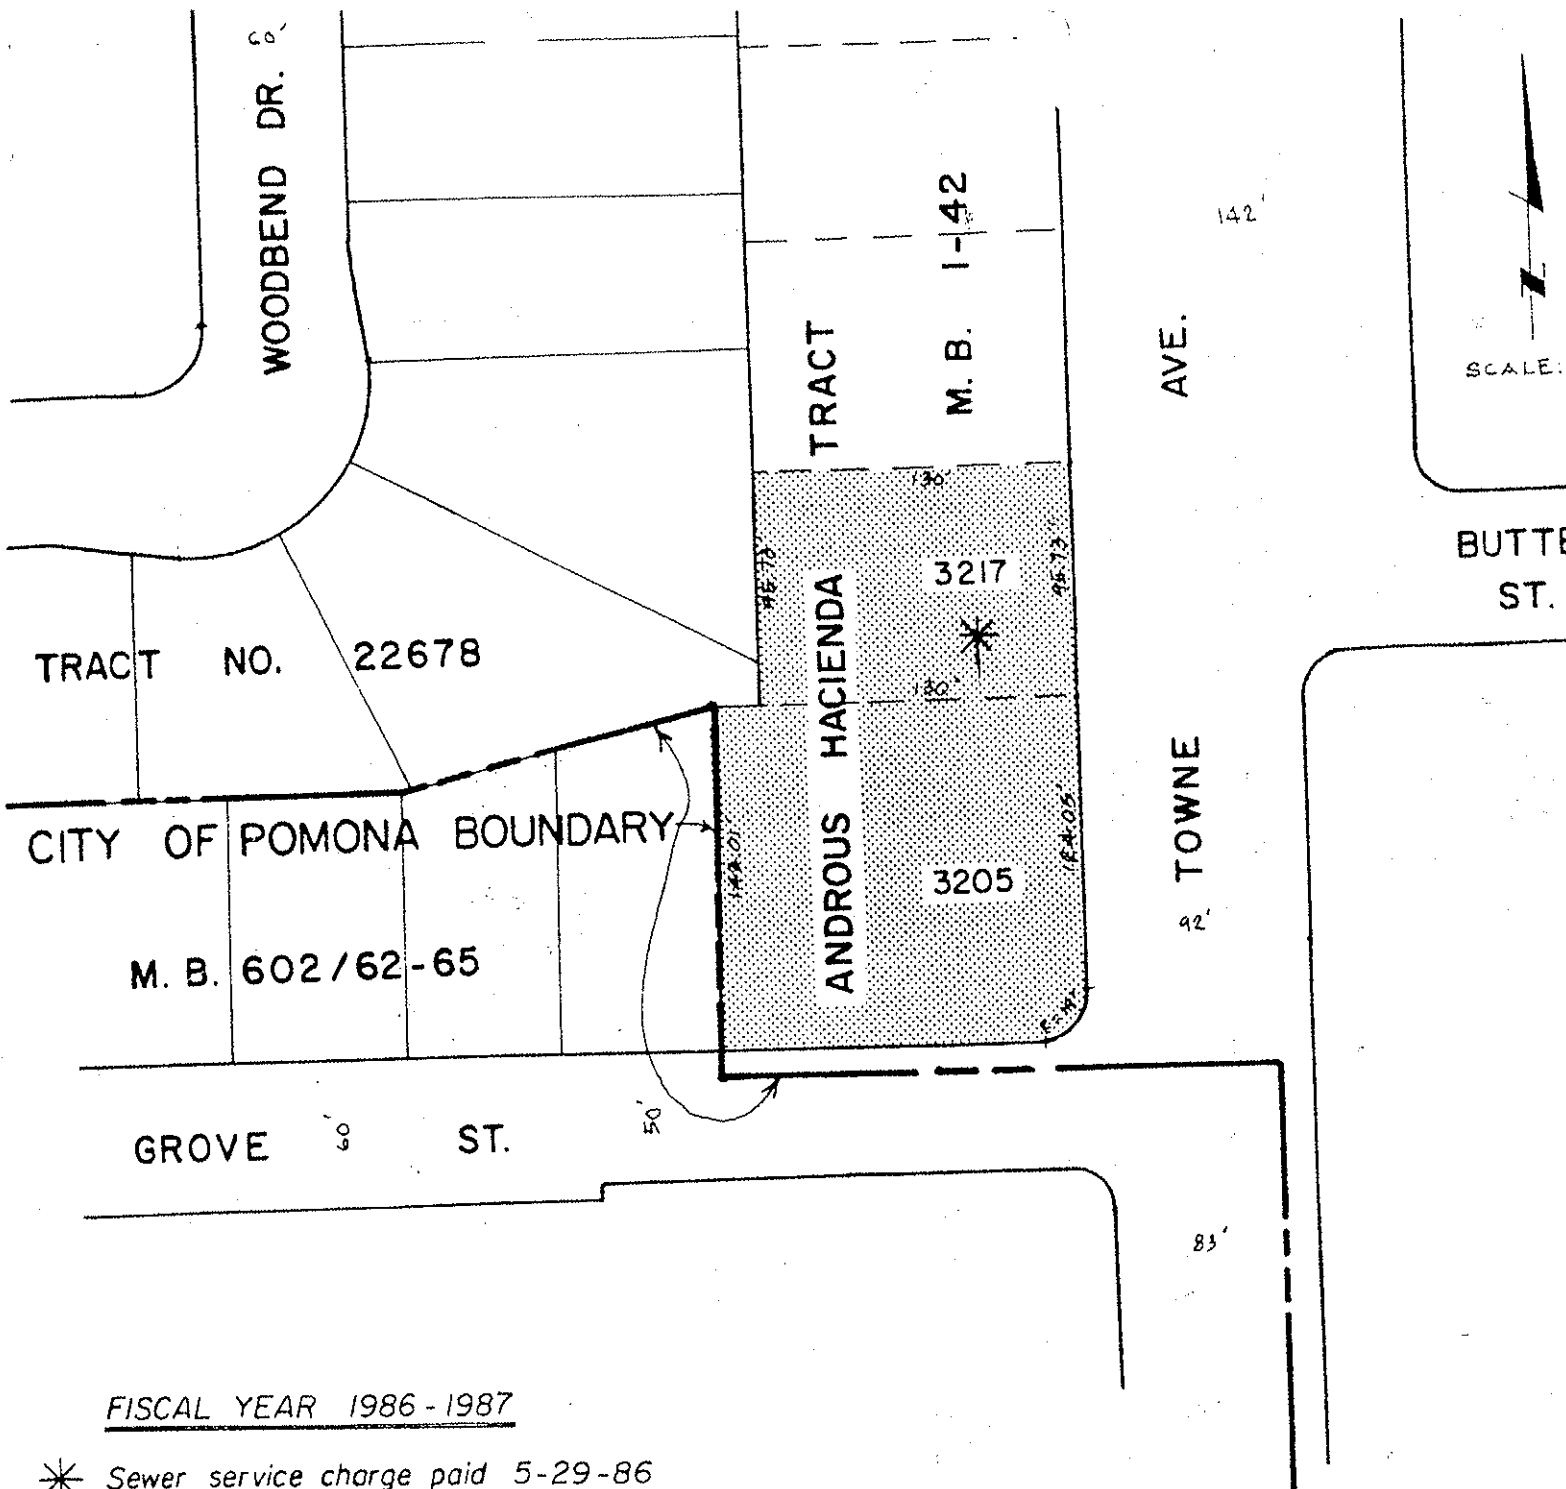 60'
WOODBEND DR.
142'
SCALE:
TRACT
M. B. 1-42
AVE.
130'
BUTTE
ST.
3217
ANDROUS HACIENDA
TRACT NO. 22678
130'
TOWNE
CITY OF POMONA BOUNDARY
3205
92'
M. B. 602/62-65
GROVE ST.
60'
50'
83'
FISCAL YEAR 1986-1987
Sewer service charge paid 5-29-86